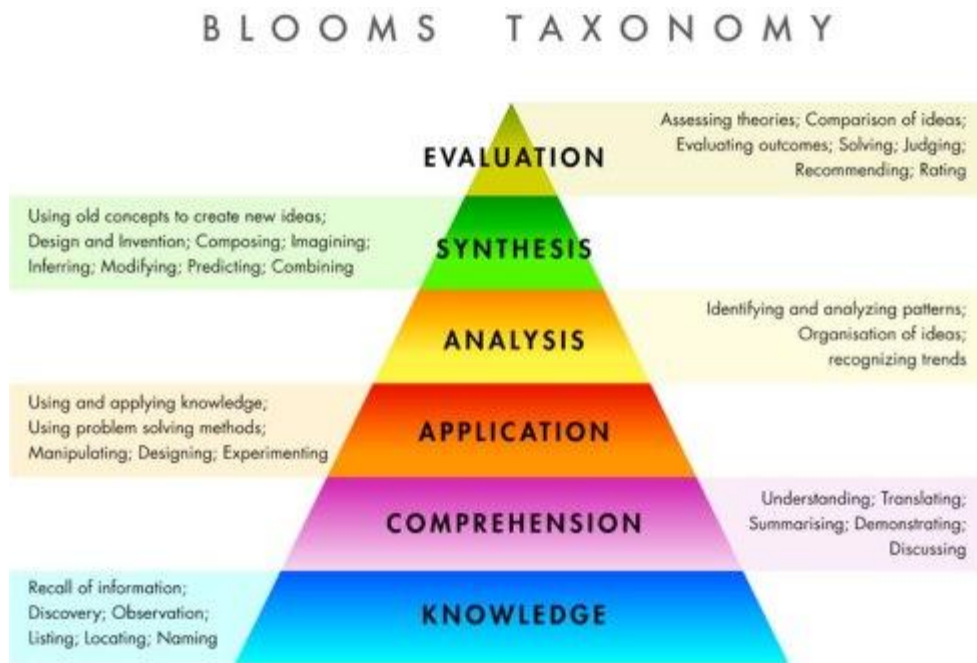 BLOOMS TAXONOMY
EVALUATION
Assessing theories; Comparison of ideas;
Evaluating outcomes; Solving; Judging;
Recommending; Rating
Using old concepts to create new ideas;
Design and Invention; Composing; Imagining;
Inferring; Modifying; Predicting; Combining
SYNTHESIS
ANALYSIS
Identifying and analyzing patterns;
Organisation of ideas;
recognizing trends
Using and applying knowledge;
Using problem solving methods;
Manipulating; Designing; Experimenting
APPLICATION
COMPREHENSION
Understanding; Translating;
Summarising; Demonstrating;
Discussing
Recall of information;
Discovery; Observation;
Listing; Locating; Naming
KNOWLEDGE